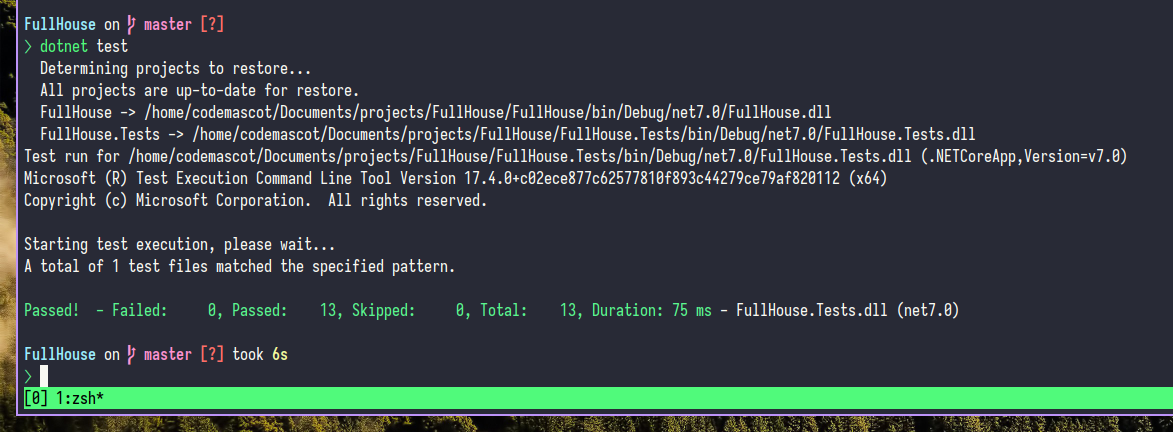 FullHouse on master [?]
> dotnet test
Determining projects to restore...
All projects are up-to-date for restore.
FullHouse -> /home/codemascot/Documents/projects/FullHouse/FullHouse/bin/Debug/net7.0/FullHouse.dll
FullHouse.Tests -> /home/codemascot/Documents/projects/FullHouse/FullHouse.Tests/bin/Debug/net7.0/FullHouse.Tests.dll
Test run for /home/codemascot/Documents/projects/FullHouse/FullHouse.Tests/bin/Debug/net7.0/FullHouse.Tests.dll (.NETCoreApp,Version=v7.0)
Microsoft (R) Test Execution Command Line Tool Version 17.4.0+c02ece877c62577810f893c44279ce79af820112 (x64)
Copyright (c) Microsoft Corporation.  All rights reserved.
Starting test execution, please wait...
A total of 1 test files matched the specified pattern.
Passed!  - Failed:     0, Passed:    13, Skipped:     0, Total:    13, Duration: 75 ms - FullHouse.Tests.dll (net7.0)
FullHouse on master [?] took 6s
>
[0] 1:zsh*